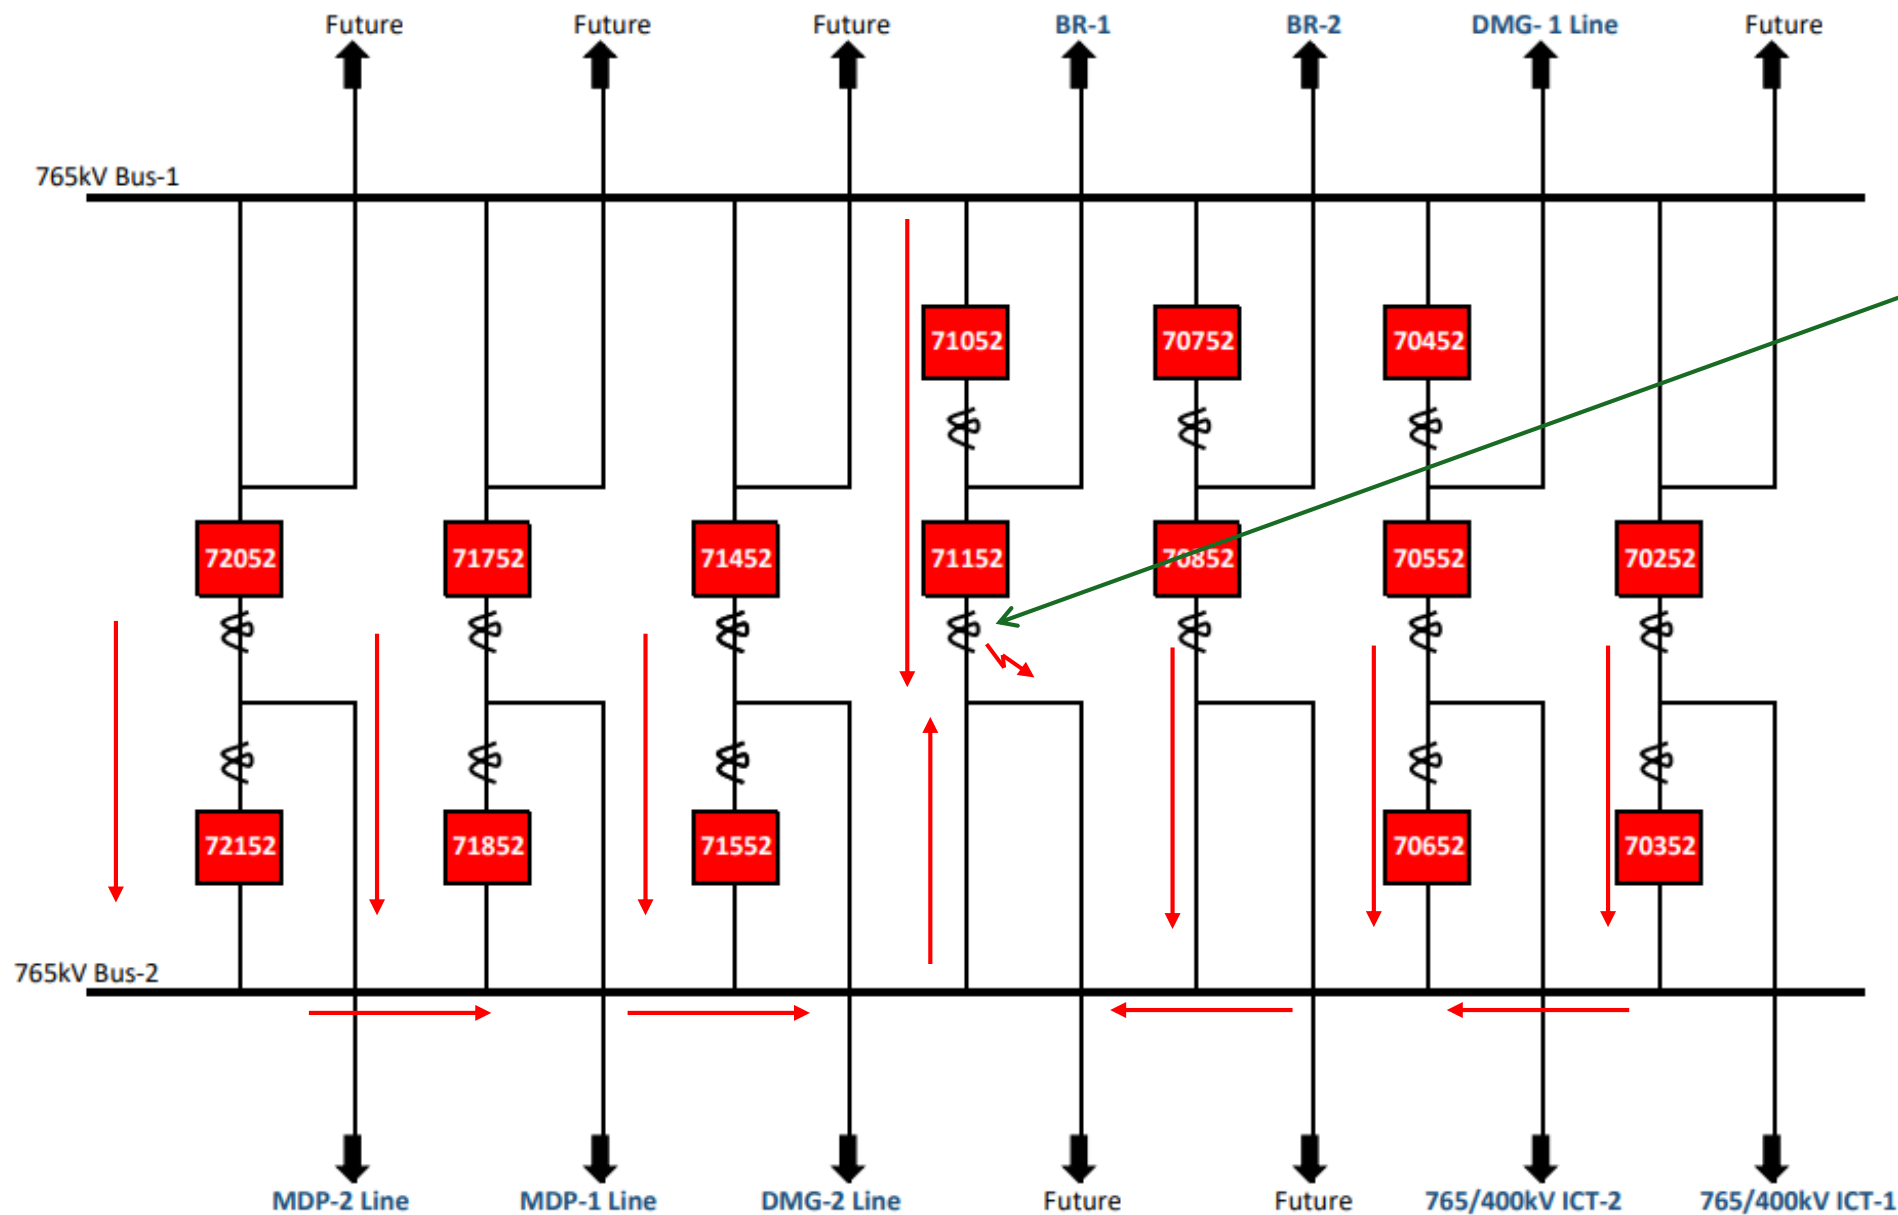 Future
Future
Future
BR-1
BR-2
DMG- 1 Line
Future
765kV Bus-1
71052
70752
70452
72052
71752
71452
71152
70852
70552
70252
72152
71852
71552
70652
70352
765kV Bus-2
MDP-2 Line
MDP-1 Line
DMG-2 Line
Future
Future
765/400kV ICT-2
765/400kV ICT-1